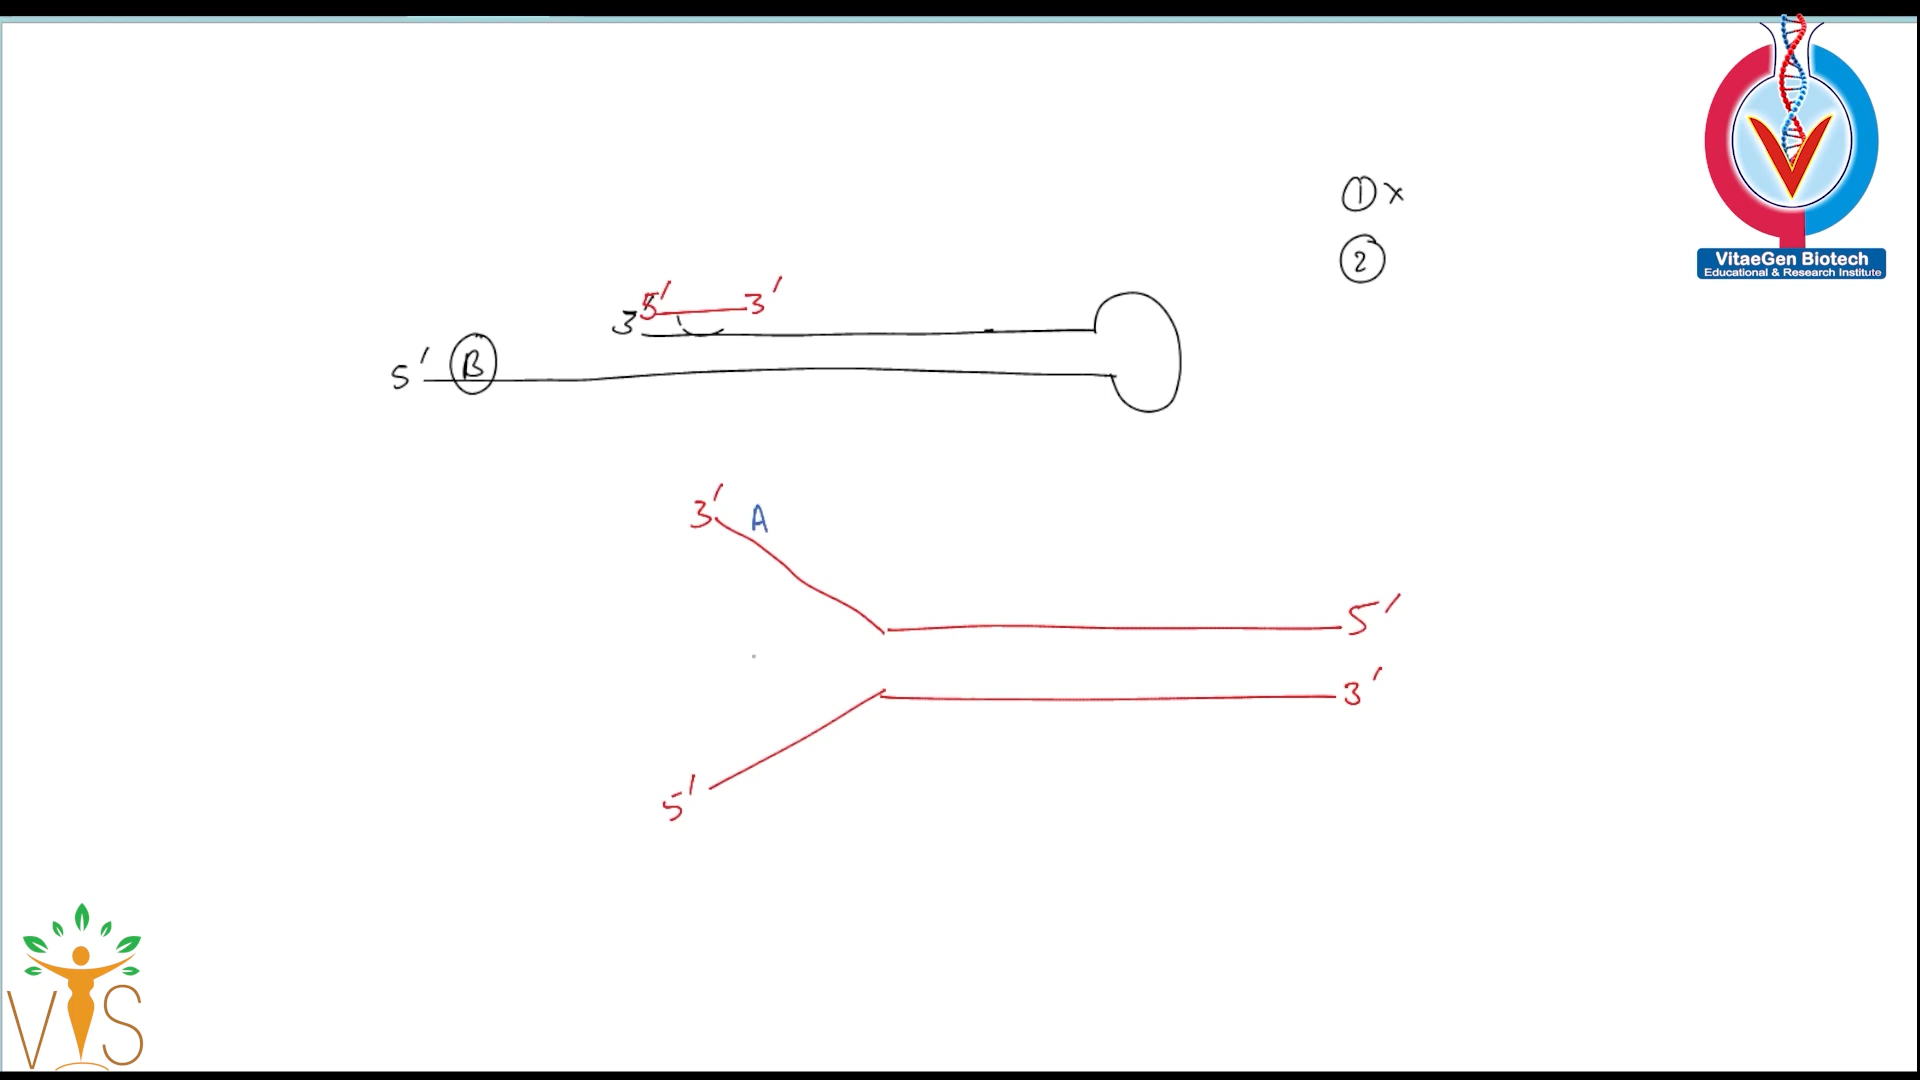 ① x
②
VitaeGen Biotech
Educational & Research Institute
5' 3'
3
5' B
3' A
5'
3'
5'
VIS